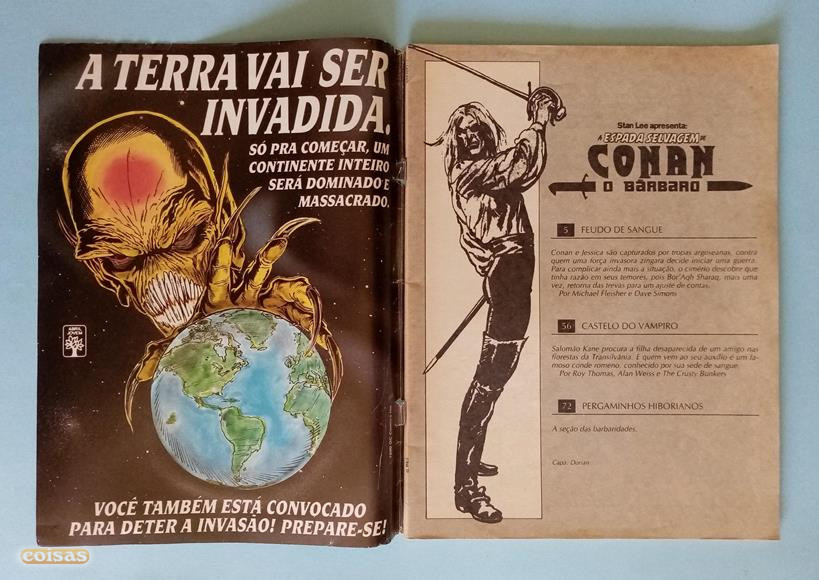 A TERRA VAI SER
INVADIDA.
SÓ PRA COMEÇAR, UM
CONTINENTE INTEIRO
SERÁ DOMINADO E
MASSACRADO.
ABRIL
JOVEM
VOCÊ TAMBÉM ESTÁ CONVOCADO
PARA DETER A INVASÃO! PREPARE-SE!
coisas
Stan Lee apresenta:
A ESPADA SELVAGEM DE
CONAN
O BÁRBARO
5 FEUDO DE SANGUE
Conan e Jessica são capturados por tropas argoseanas, contra
quem uma força invasora zíngara decide iniciar uma guerra.
Para complicar ainda mais a situação, o cimério descobre que
tinha razão em seus temores, pois Bor'Aqh Sharaq, mais uma
vez, retorna das trevas para um ajuste de contas.
Por Michael Fleisher e Dave Simons
56 CASTELO DO VAMPIRO
Salomão Kane procura a filha desaparecida de um amigo nas
florestas da Transilvânia. E quem vem ao seu auxílio é um fa-
moso conde romeno, conhecido por sua sede de sangue.
Por Roy Thomas, Alan Weiss e The Crusty Bunkers
72 PERGAMINHOS HIBORIANOS
A seção das barbaridades.
Capa: Dorian